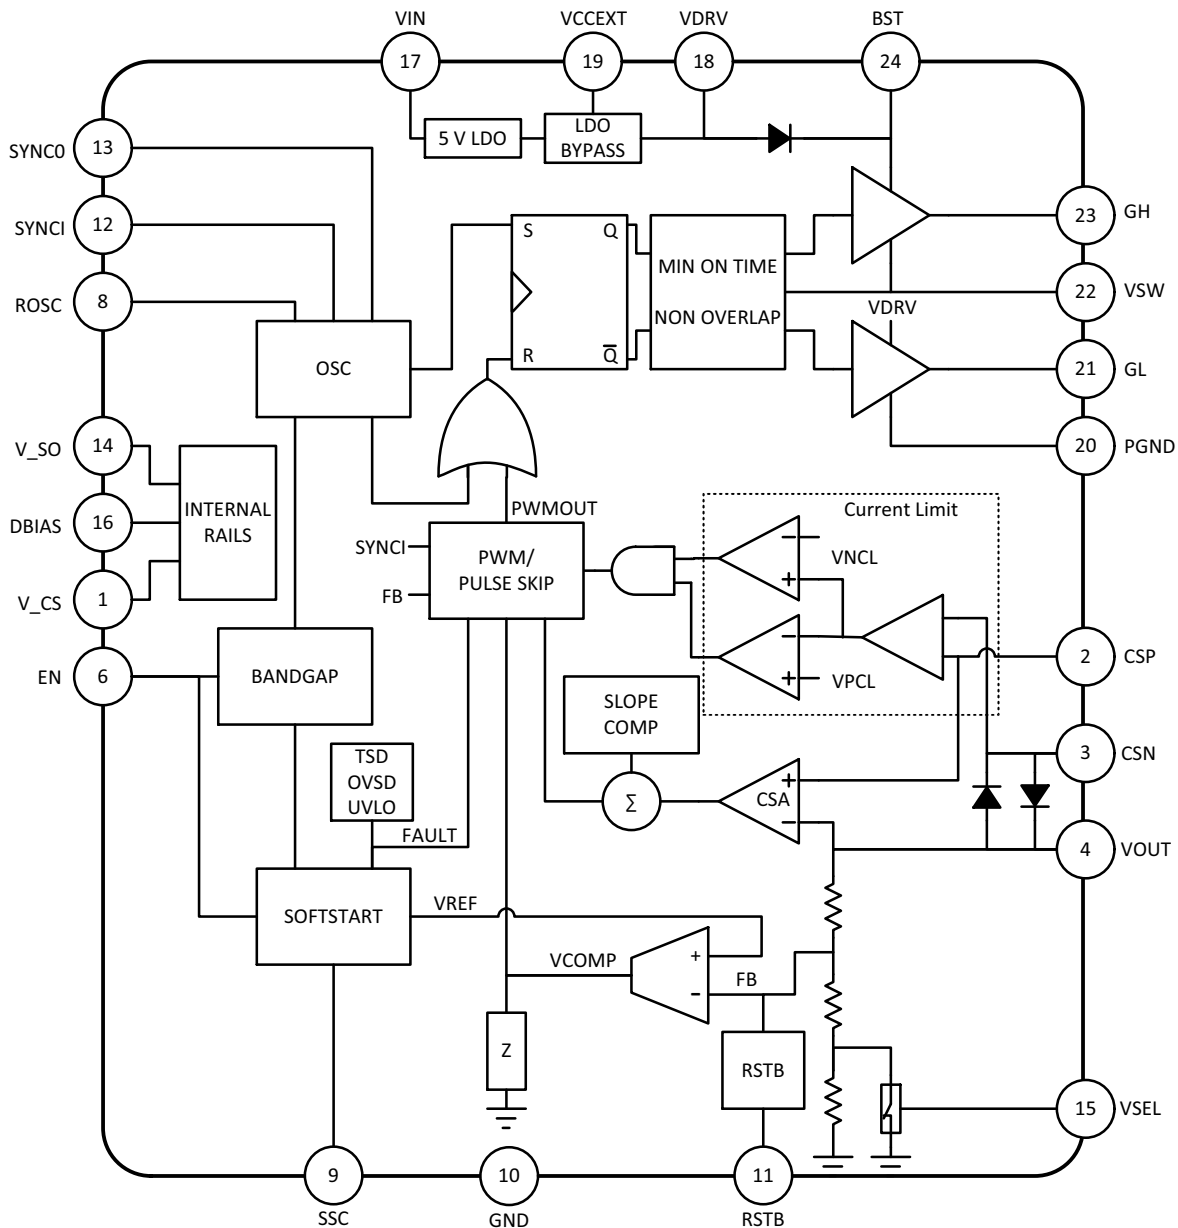 VIN
VCCEXT
VDRV
BST
17
19
18
24
SYNC0
13
5 V LDO
LDO
BYPASS
SYNCI
12
S
Q
MIN ON TIME
23
GH
ROSC
8
NON OVERLAP
VDRV
22
VSW
OSC
R
Q
21
GL
V_SO
14
20
PGND
INTERNAL
RAILS
DBIAS
16
PWMOUT
Current Limit
SYNCI
PWM/
PULSE SKIP
VNCL
+
FB
V_CS
1
EN
6
BANDGAP
−
VPCL
+
2
CSP
SLOPE
COMP
TSD
OVSD
UVLO
3
CSN
Σ
CSA
+
−
FAULT
4
VOUT
SOFTSTART
VREF
VCOMP
+
FB
−
Z
RSTB
15
VSEL
9
10
11
SSC
GND
RSTB